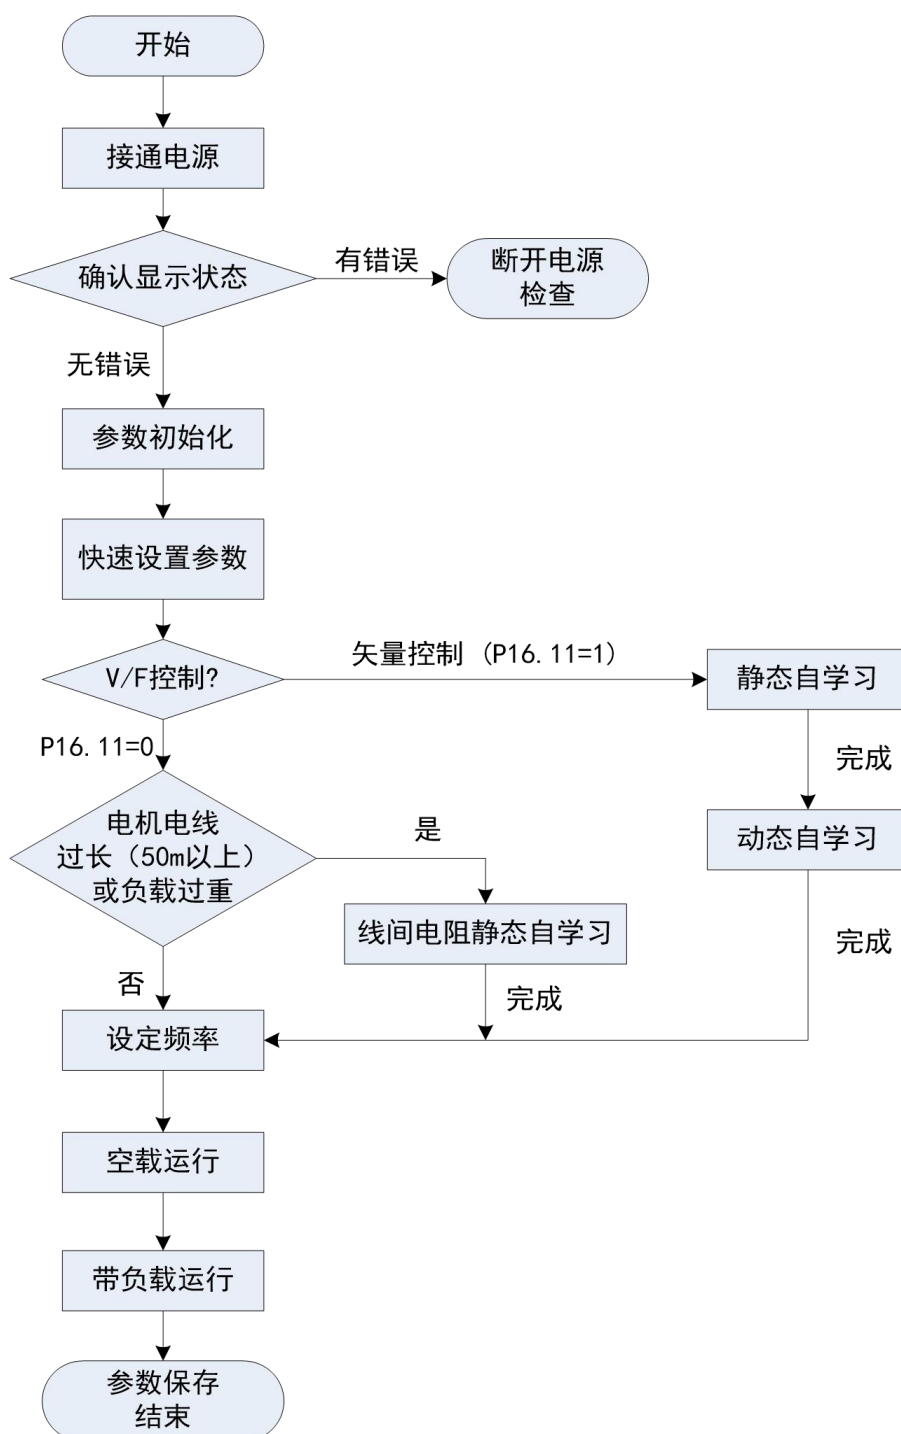 开始
接通电源
确认显示状态
有错误
断开电源
检查
无错误
参数初始化
快速设置参数
V/F控制?
矢量控制 (P16.11=1)
静态自学习
P16.11=0
完成
电机电线
过长（50m以上）
或负载过重
是
动态自学习
线间电阻静态自学习
完成
否
完成
设定频率
空载运行
带负载运行
参数保存
结束